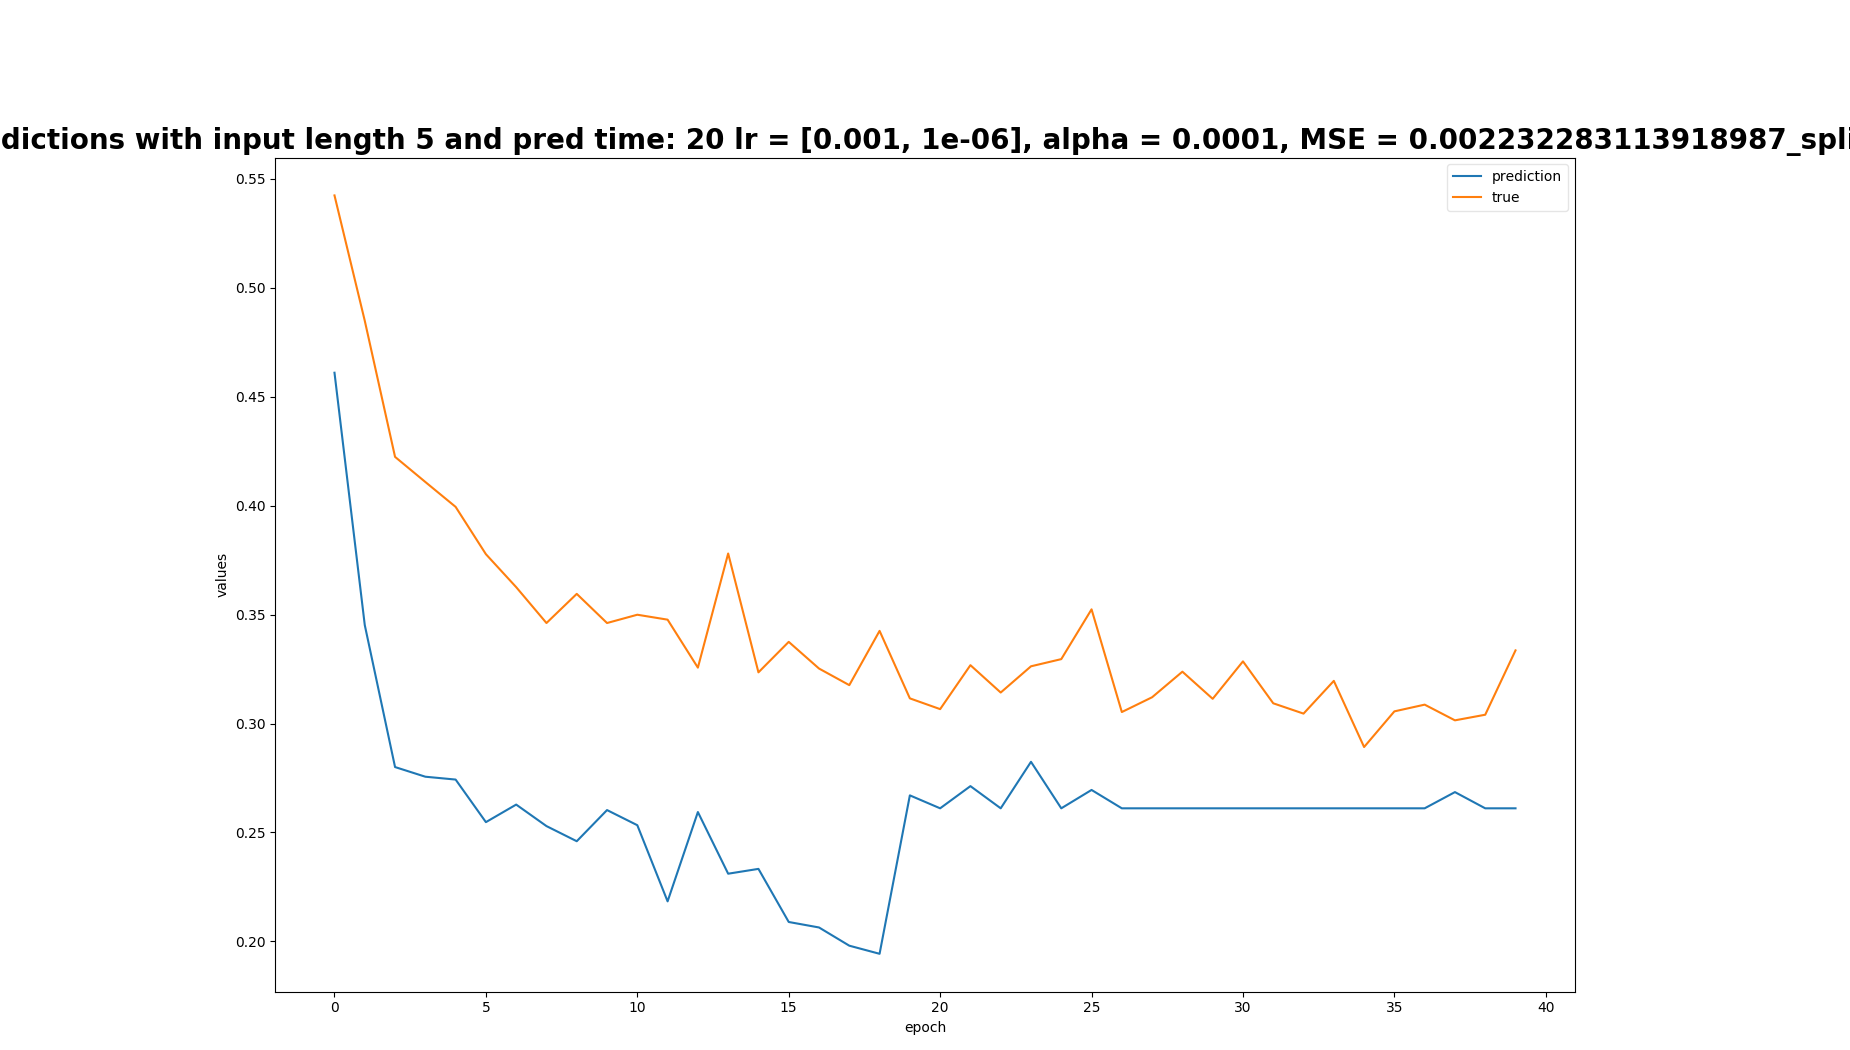 dictions with input length 5 and pred time: 20 lr = [0.001, 1e-06], alpha = 0.0001, MSE = 0.002232283113918987_spli
prediction
true
0.55
0.50
0.45
0.40
0.35
0.30
0.25
0.20
values
0 5 10 15 20 25 30 35 40
epoch